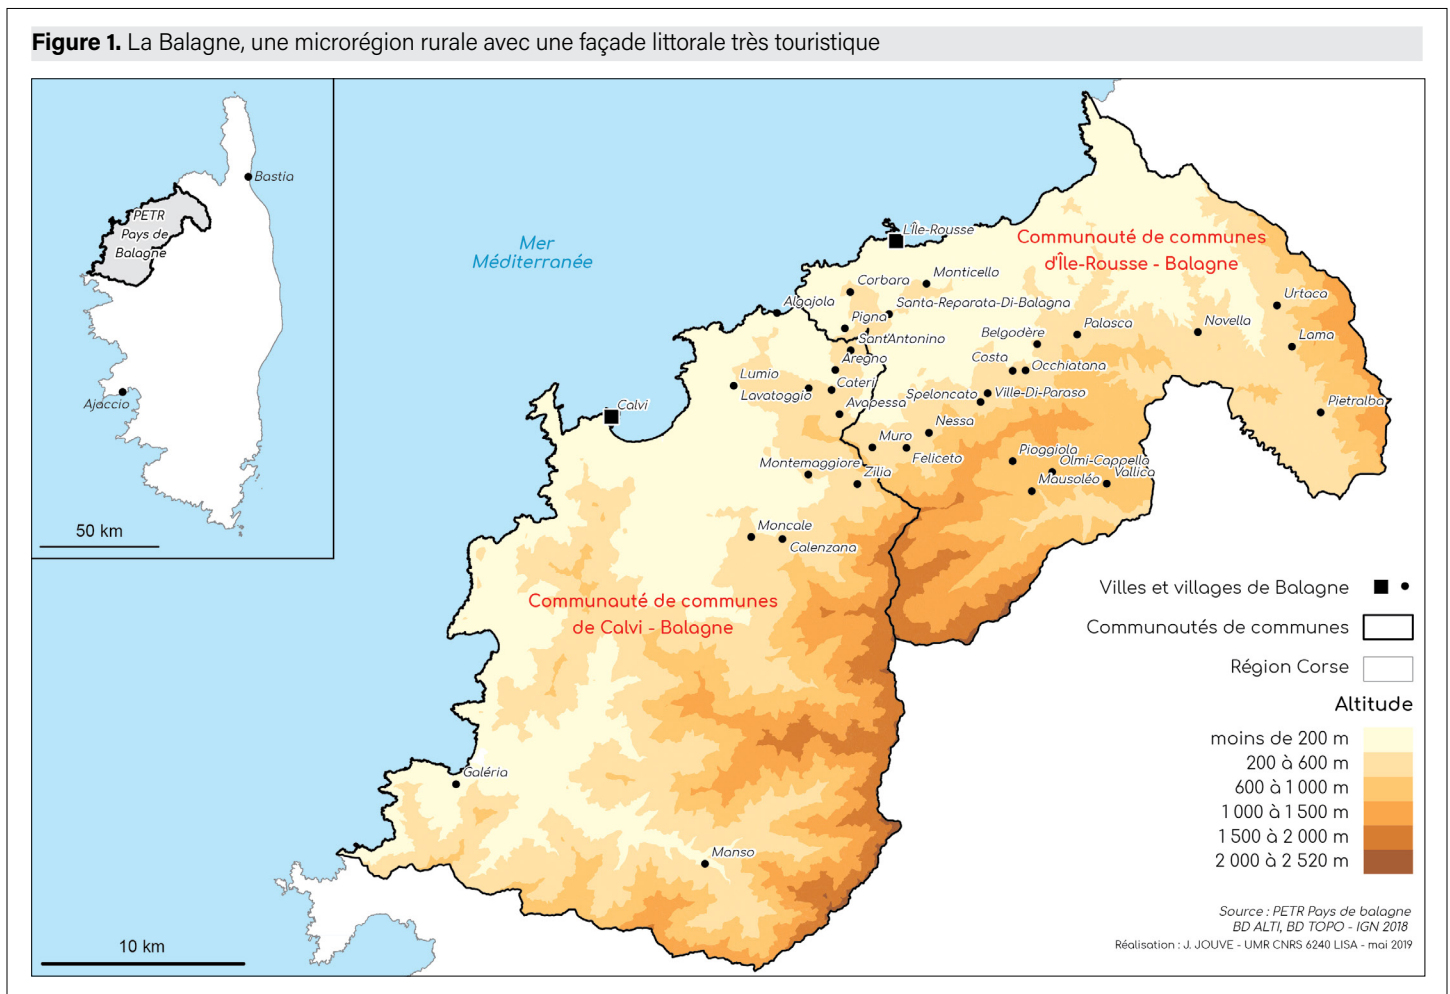 Figure 1. La Balagne, une microrégion rurale avec une façade littorale très touristique
Bastia
PETR
Pays de
Balagne
Ajaccio
50 km
Mer
Méditerranée
L'Île-Rousse
Communauté de communes
d'Île-Rousse - Balagne
Corbara
Monticello
Algajola
Santa-Reparata-Di-Balagna
Urtaca
Pigna
Palasca
Novella
Belgodère
Sant'Antonino
Lama
Aregno
Costa
Occhiatana
Lumio
Cateri
Lavatoggio
Speloncato
Ville-Di-Paraso
Avapessa
Calvi
Pietralba
Nessa
Muro
Feliceto
Pioggiola
Olmi-Cappella
Montemaggiore
Zilia
Mausoléo
Vallica
Moncale
Calenzana
Communauté de communes
de Calvi - Balagne
Galéria
Manso
10 km
Villes et villages de Balagne
Communautés de communes
Région Corse
Altitude
moins de 200 m
200 à 600 m
600 à 1 000 m
1 000 à 1 500 m
1 500 à 2 000 m
2 000 à 2 520 m
Source : PETR Pays de balagne
BD ALTI, BD TOPO - IGN 2018
Réalisation : J. JOUVE - UMR CNRS 6240 LISA - mai 2019